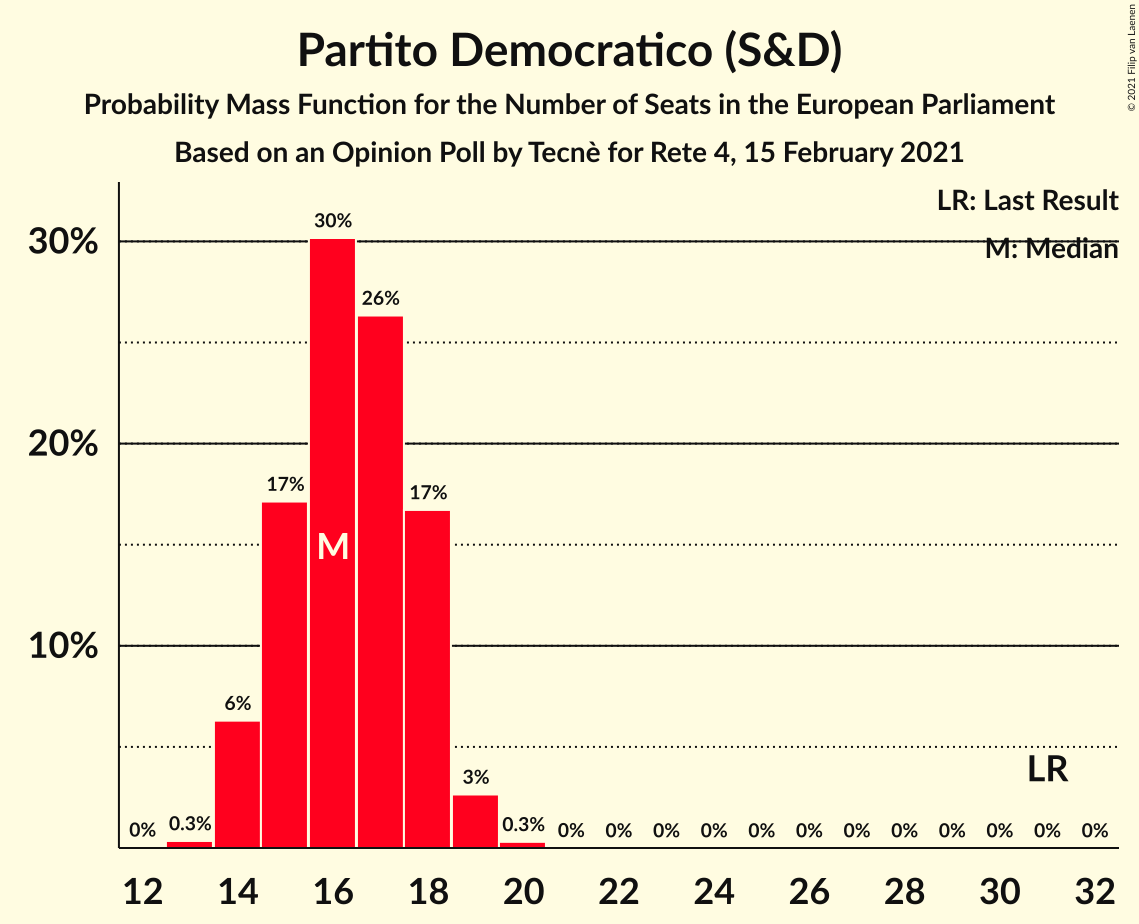 Partito Democratico (S&D)
Probability Mass Function for the Number of Seats in the European Parliament
Based on an Opinion Poll by Tecnè for Rete 4, 15 February 2021
© 2021 Filip van Laenen
LR: Last Result
M: Median
30%
20%
10%
0% 0.3% 6% 17% 30% 26% 17% 3% 0.3% 0% 0% 0% 0% 0% 0% 0% 0% 0% 0% 0% 0%
M
LR
12 14 16 18 20 22 24 26 28 30 32